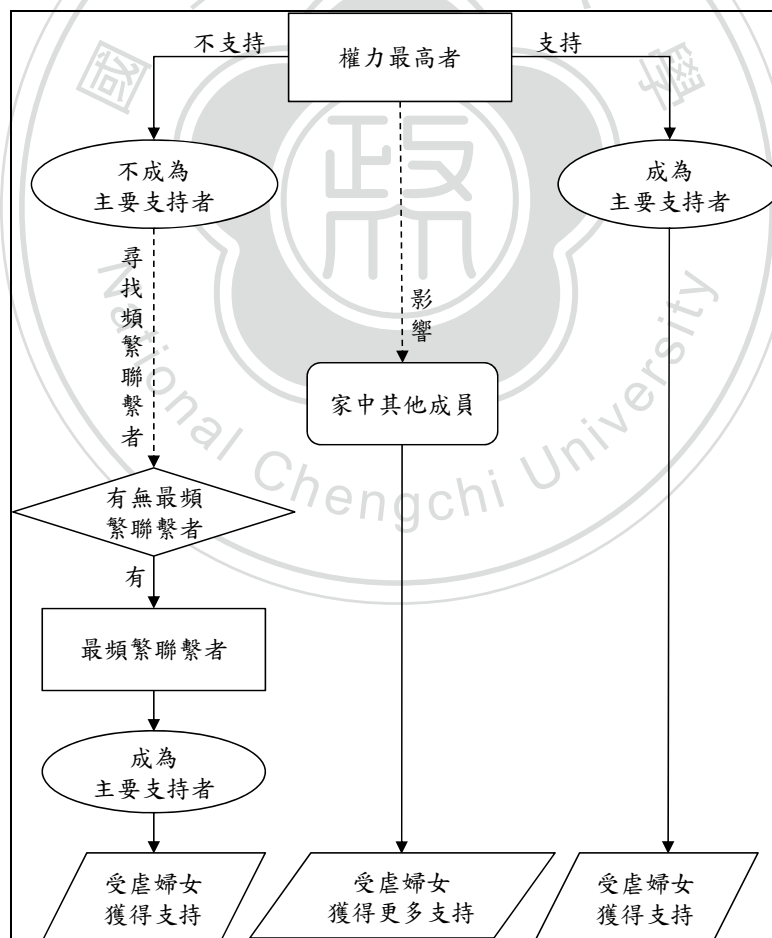 不支持
權力最高者
支持
不成為
主要支持者
成為
主要支持者
尋找頻繁聯繫者
影響
家中其他成員
有無最頻
繁聯繫者
有
最頻繁聯繫者
成為
主要支持者
受虐婦女
獲得支持
受虐婦女
獲得更多支持
受虐婦女
獲得支持
國
政
學
National Chengchi University